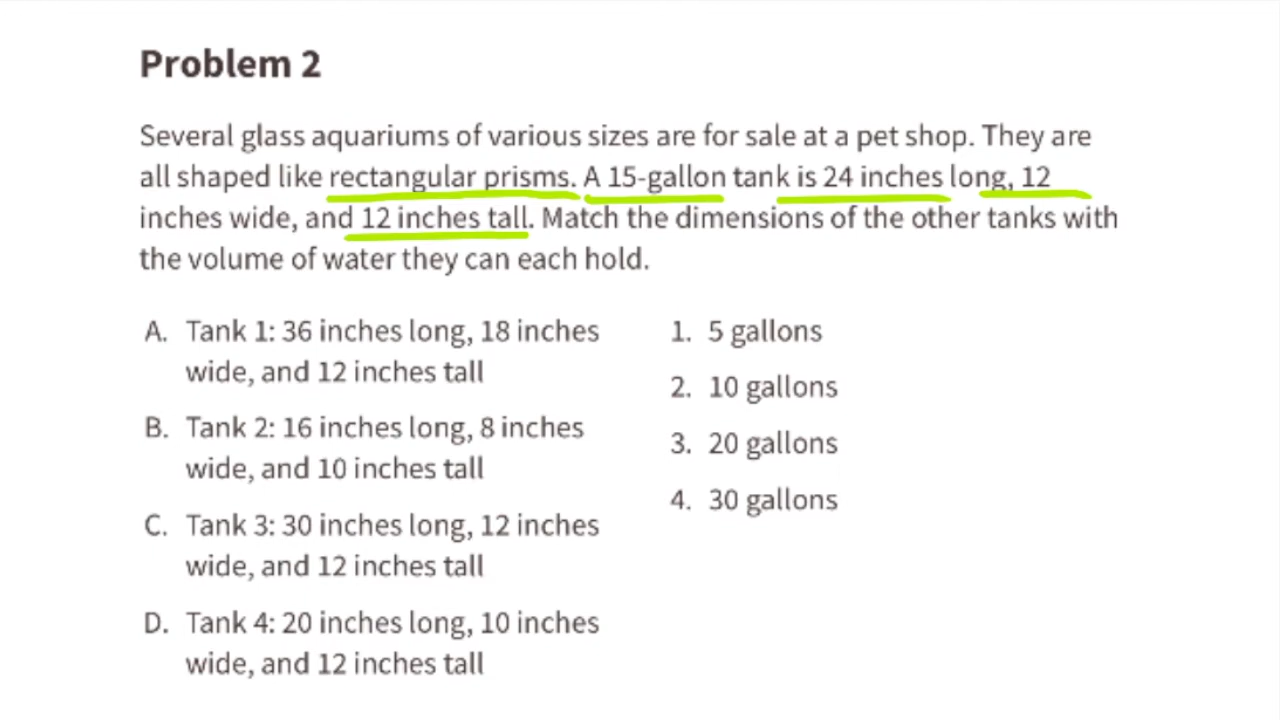 Problem 2
Several glass aquariums of various sizes are for sale at a pet shop. They are
all shaped like rectangular prisms. A 15-gallon tank is 24 inches long, 12
inches wide, and 12 inches tall. Match the dimensions of the other tanks with
the volume of water they can each hold.
A. Tank 1: 36 inches long, 18 inches
wide, and 12 inches tall
B. Tank 2: 16 inches long, 8 inches
wide, and 10 inches tall
C. Tank 3: 30 inches long, 12 inches
wide, and 12 inches tall
D. Tank 4: 20 inches long, 10 inches
wide, and 12 inches tall
1. 5 gallons
2. 10 gallons
3. 20 gallons
4. 30 gallons